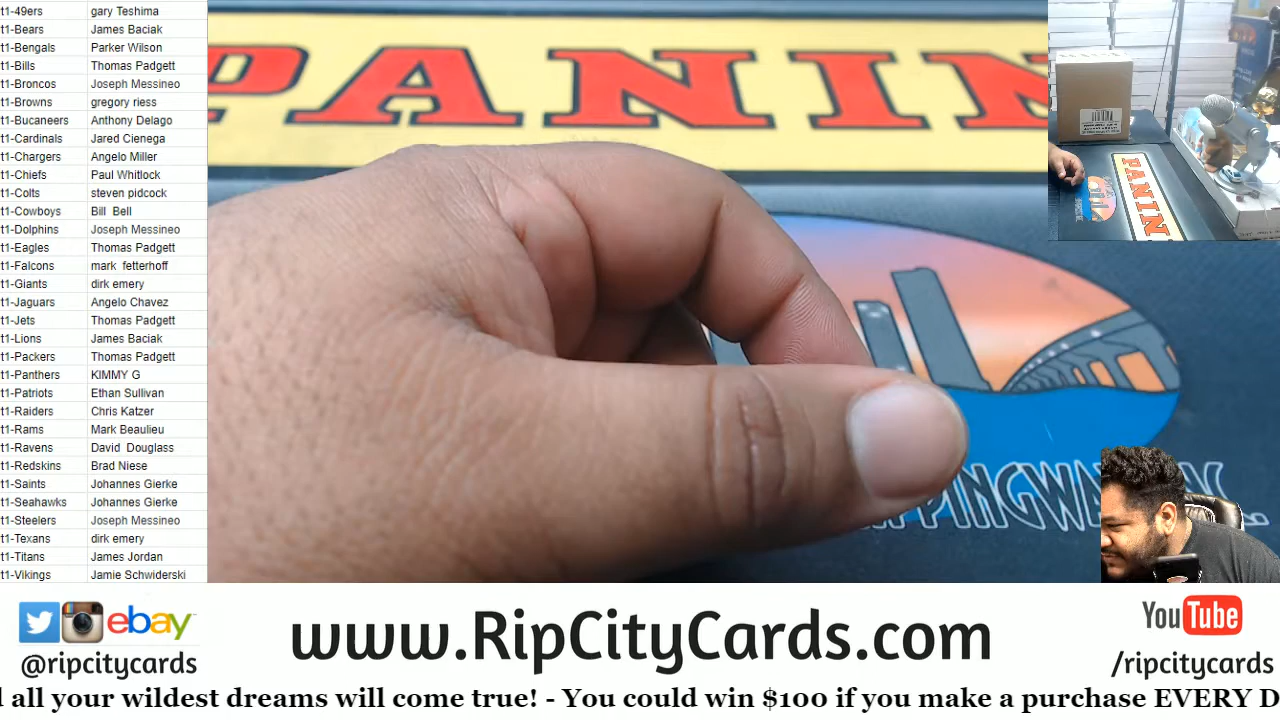 t1-49ers gary Teshima
t1-Bears James Baciak
t1-Bengals Parker Wilson
t1-Bills Thomas Padgett
t1-Broncos Joseph Messineo
t1-Browns gregory riess
t1-Bucaneers Anthony Delago
t1-Cardinals Jared Cienega
t1-Chargers Angelo Miller
t1-Chiefs Paul Whitlock
t1-Colts steven pidcock
t1-Cowboys Bill Bell
t1-Dolphins Joseph Messineo
t1-Eagles Thomas Padgett
t1-Falcons mark fetterhoff
t1-Giants dirk emery
t1-Jaguars Angelo Chavez
t1-Jets Thomas Padgett
t1-Lions James Baciak
t1-Packers Thomas Padgett
t1-Panthers KIMMY G
t1-Patriots Ethan Sullivan
t1-Raiders Chris Katzer
t1-Rams Mark Beaulieu
t1-Ravens David Douglass
t1-Redskins Brad Niese
t1-Saints Johannes Gierke
t1-Seahawks Johannes Gierke
t1-Steelers Joseph Messineo
t1-Texans dirk emery
t1-Titans James Jordan
t1-Vikings Jamie Schwiderski
PANIN
PANIN
ebay
@ripcitycards
www.RipCityCards.com
YouTube
/ripcitycards
all your wildest dreams will come true! - You could win $100 if you make a purchase EVERY D